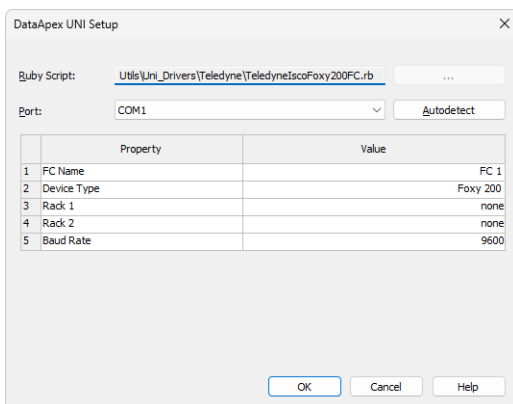 DataApex UNI Setup
Ruby Script: Utils\Uni_Drivers\Teledyne\TeledyneIscoFoxy200FC.rb ...
Port: COM1 Autodetect
Property Value
1 FC Name FC 1
2 Device Type Foxy 200
3 Rack 1 none
4 Rack 2 none
5 Baud Rate 9600
OK Cancel Help